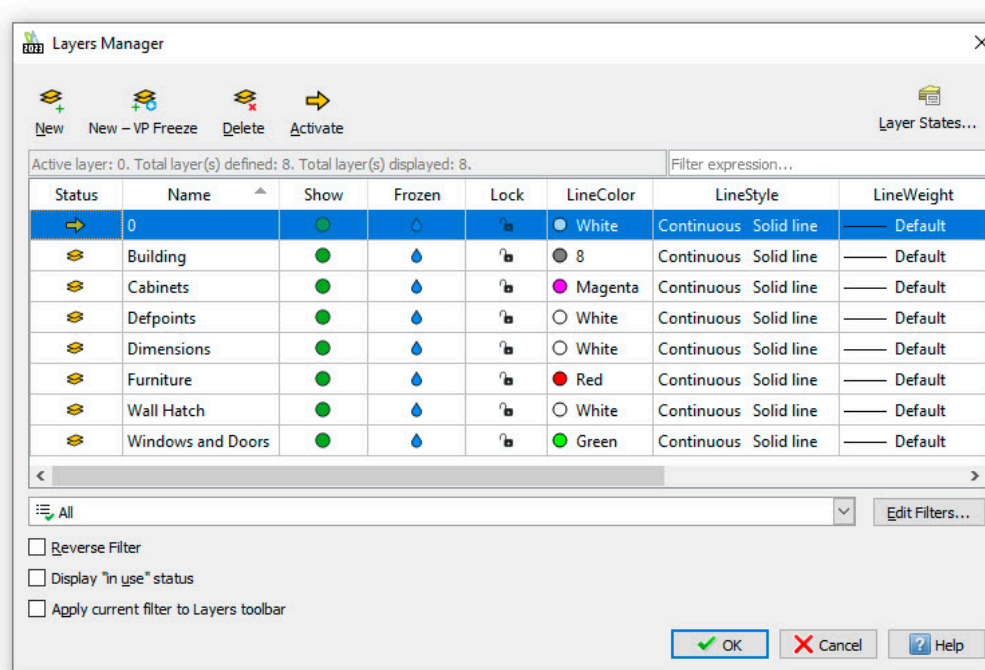 2023 Layers Manager
New New – VP Freeze Delete Activate Layer States...
Active layer: 0. Total layer(s) defined: 8. Total layer(s) displayed: 8. Filter expression...
Status Name Show Frozen Lock LineColor LineStyle LineWeight
0 White Continuous Solid line Default
Building 8 Continuous Solid line Default
Cabinets Magenta Continuous Solid line Default
Defpoints White Continuous Solid line Default
Dimensions White Continuous Solid line Default
Furniture Red Continuous Solid line Default
Wall Hatch White Continuous Solid line Default
Windows and Doors Green Continuous Solid line Default
All Edit Filters...
Reverse Filter
Display "in use" status
Apply current filter to Layers toolbar
OK Cancel Help